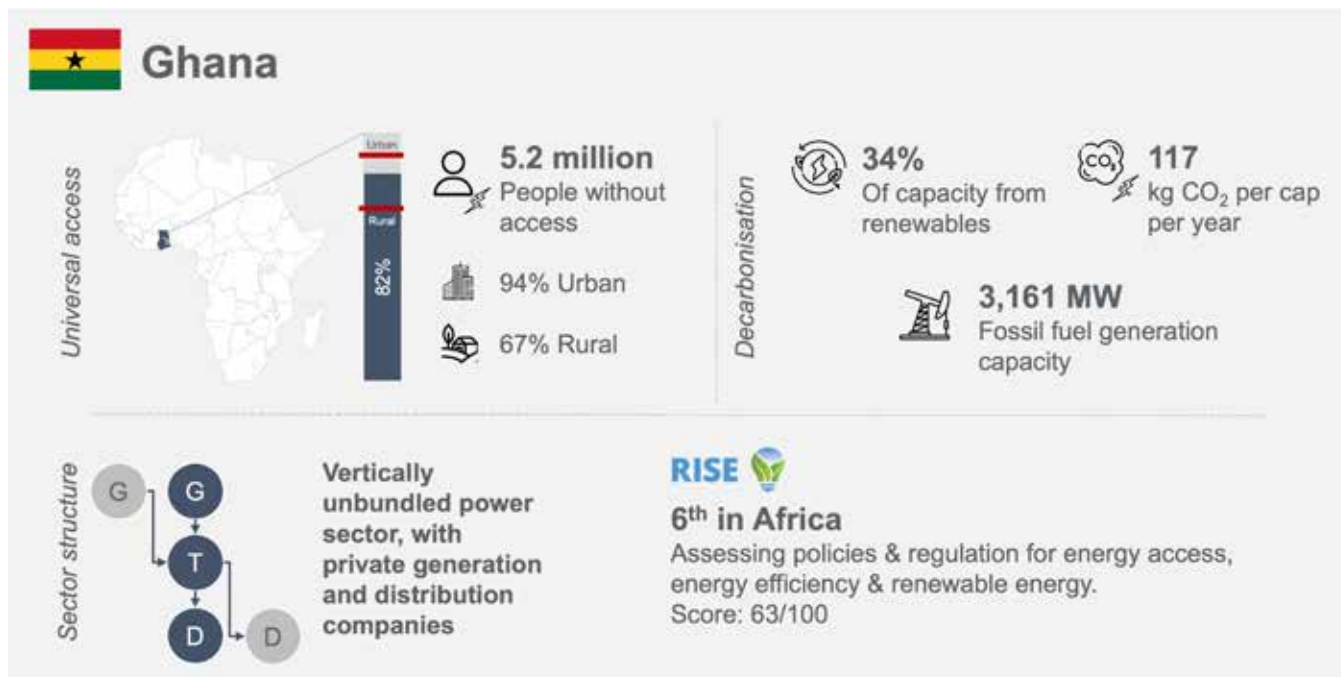 Ghana
Universal access
Urban
Rural
82%
5.2 million
People without
access
94% Urban
67% Rural
Decarbonisation
34%
Of capacity from
renewables
CO₂
117
kg CO₂ per cap
per year
3,161 MW
Fossil fuel generation
capacity
Sector structure
G
G
T
D
D
Vertically
unbundled power
sector, with
private generation
and distribution
companies
RISE
6th in Africa
Assessing policies & regulation for energy access,
energy efficiency & renewable energy.
Score: 63/100